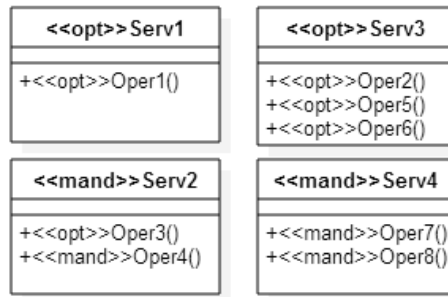 <<opt>>Serv1
+<<opt>>Oper1()
<<opt>>Serv3
+<<opt>>Oper2()
+<<opt>>Oper5()
+<<opt>>Oper6()
<<mand>>Serv2
+<<opt>>Oper3()
+<<mand>>Oper4()
<<mand>>Serv4
+<<mand>>Oper7()
+<<mand>>Oper8()